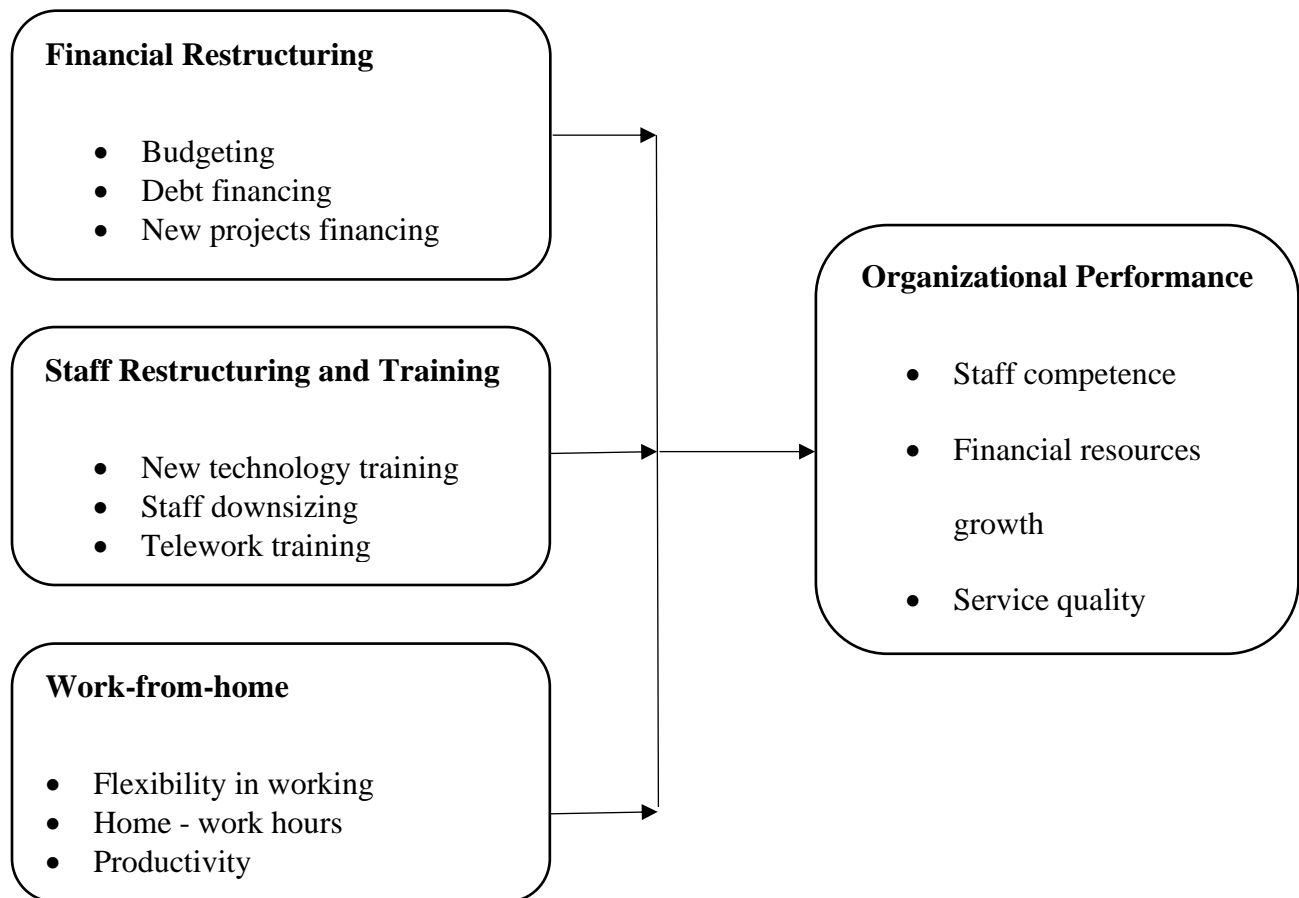 Financial Restructuring
• Budgeting
• Debt financing
• New projects financing
Staff Restructuring and Training
• New technology training
• Staff downsizing
• Telework training
Work-from-home
• Flexibility in working
• Home - work hours
• Productivity
Organizational Performance
• Staff competence
• Financial resources
growth
• Service quality